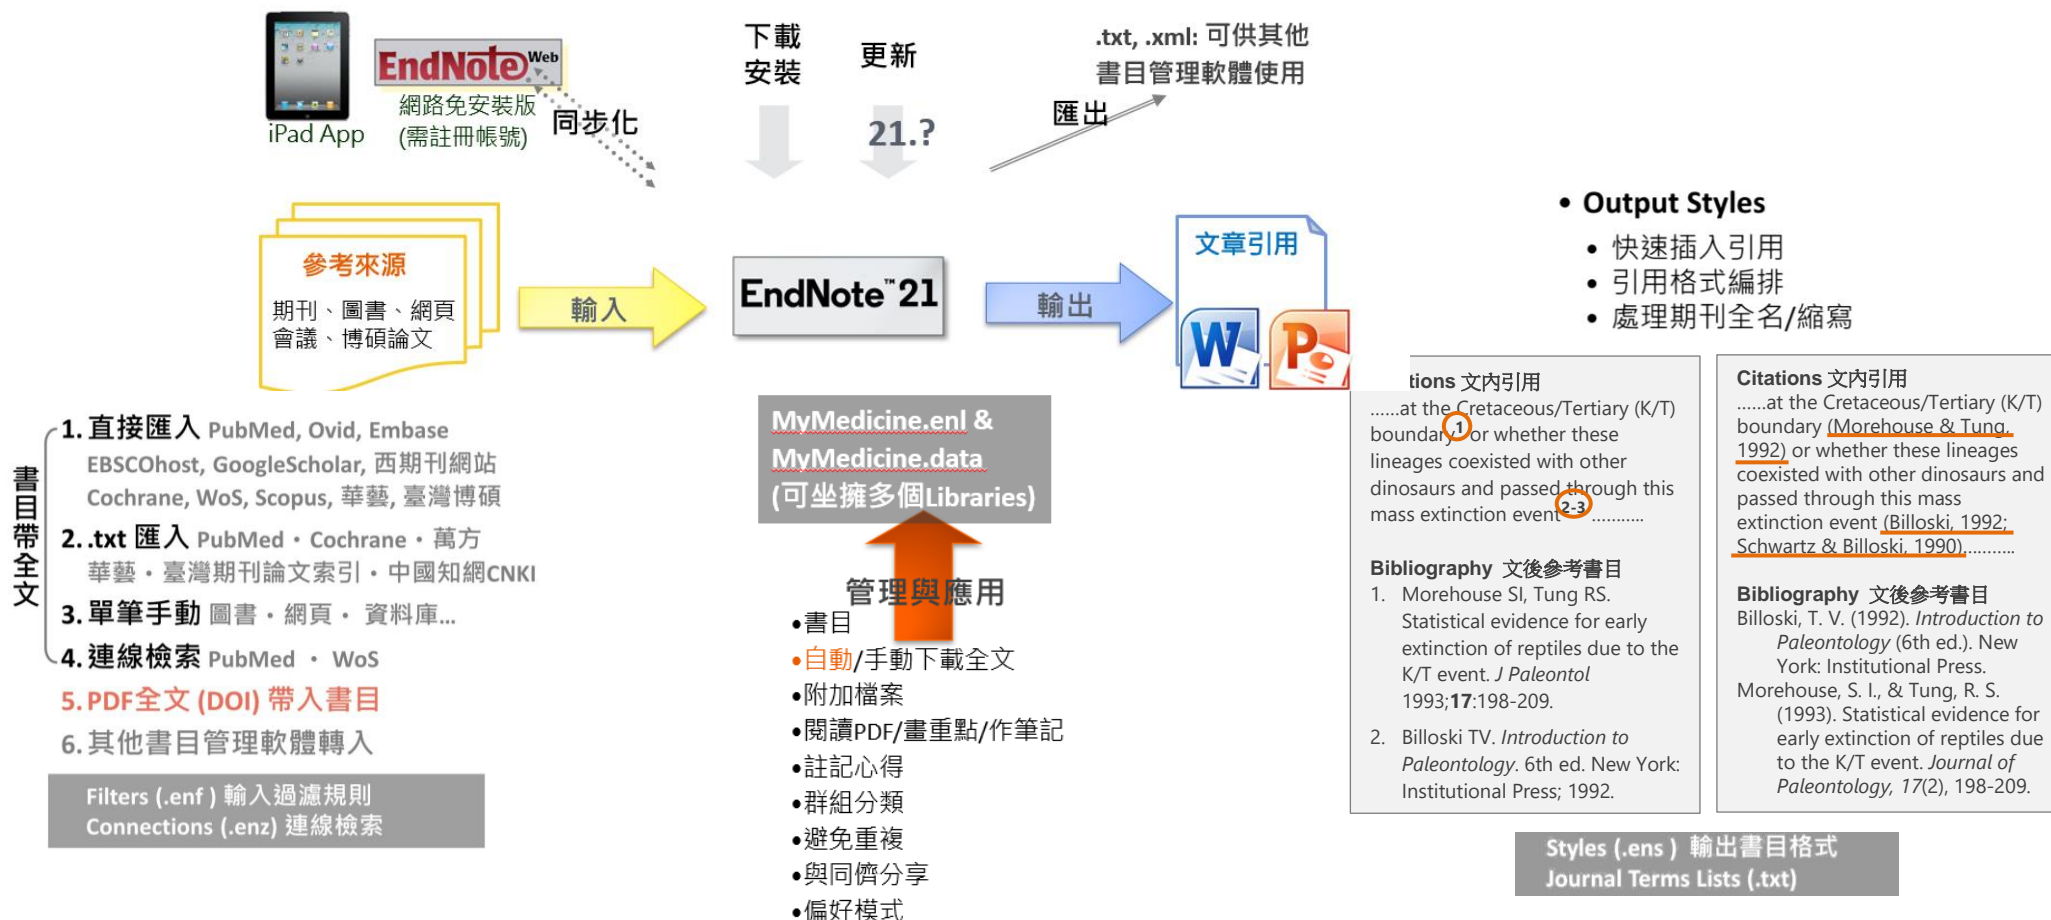 EndNote Web
網路免安裝版
(需註冊帳號)
iPad App
同步化
下載
安裝
更新
21.?
.txt, .xml: 可供其他
書目管理軟體使用
匯出
參考來源
期刊、圖書、網頁
會議、博碩論文
輸入
EndNote™ 21
輸出
文章引用
W
P
• Output Styles
• 快速插入引用
• 引用格式編排
• 處理期刊全名/縮寫
書目帶全文
1. 直接匯入 PubMed, Ovid, Embase
EBSCOhost, GoogleScholar, 西期刊網站
Cochrane, WoS, Scopus, 華藝, 臺灣博碩
2. .txt 匯入 PubMed・Cochrane・萬方
華藝・臺灣期刊論文索引・中國知網CNKI
3. 單筆手動 圖書・網頁・ 資料庫...
4. 連線檢索 PubMed ・ WoS
5. PDF全文 (DOI) 帶入書目
6. 其他書目管理軟體轉入
Filters (.enf ) 輸入過濾規則
Connections (.enz) 連線檢索
MyMedicine.enl &
MyMedicine.data
(可坐擁多個Libraries)
管理與應用
•書目
•自動/手動下載全文
•附加檔案
•閱讀PDF/畫重點/作筆記
•註記心得
•群組分類
•避免重複
•與同儕分享
•偏好模式
tions 文內引用
......at the Cretaceous/Tertiary (K/T)
boundary1 or whether these
lineages coexisted with other
dinosaurs and passed through this
mass extinction event2-3 ...........
Bibliography 文後參考書目
1. Morehouse SI, Tung RS.
Statistical evidence for early
extinction of reptiles due to the
K/T event. J Paleontol
1993;17:198-209.
2. Billoski TV. Introduction to
Paleontology. 6th ed. New York:
Institutional Press; 1992.
Citations 文內引用
......at the Cretaceous/Tertiary (K/T)
boundary (Morehouse & Tung,
1992) or whether these lineages
coexisted with other dinosaurs and
passed through this mass
extinction event (Billoski, 1992;
Schwartz & Billoski, 1990)...........
Bibliography 文後參考書目
Billoski, T. V. (1992). Introduction to
Paleontology (6th ed.). New
York: Institutional Press.
Morehouse, S. I., & Tung, R. S.
(1993). Statistical evidence for
early extinction of reptiles due
to the K/T event. Journal of
Paleontology, 17(2), 198-209.
Styles (.ens ) 輸出書目格式
Journal Terms Lists (.txt)